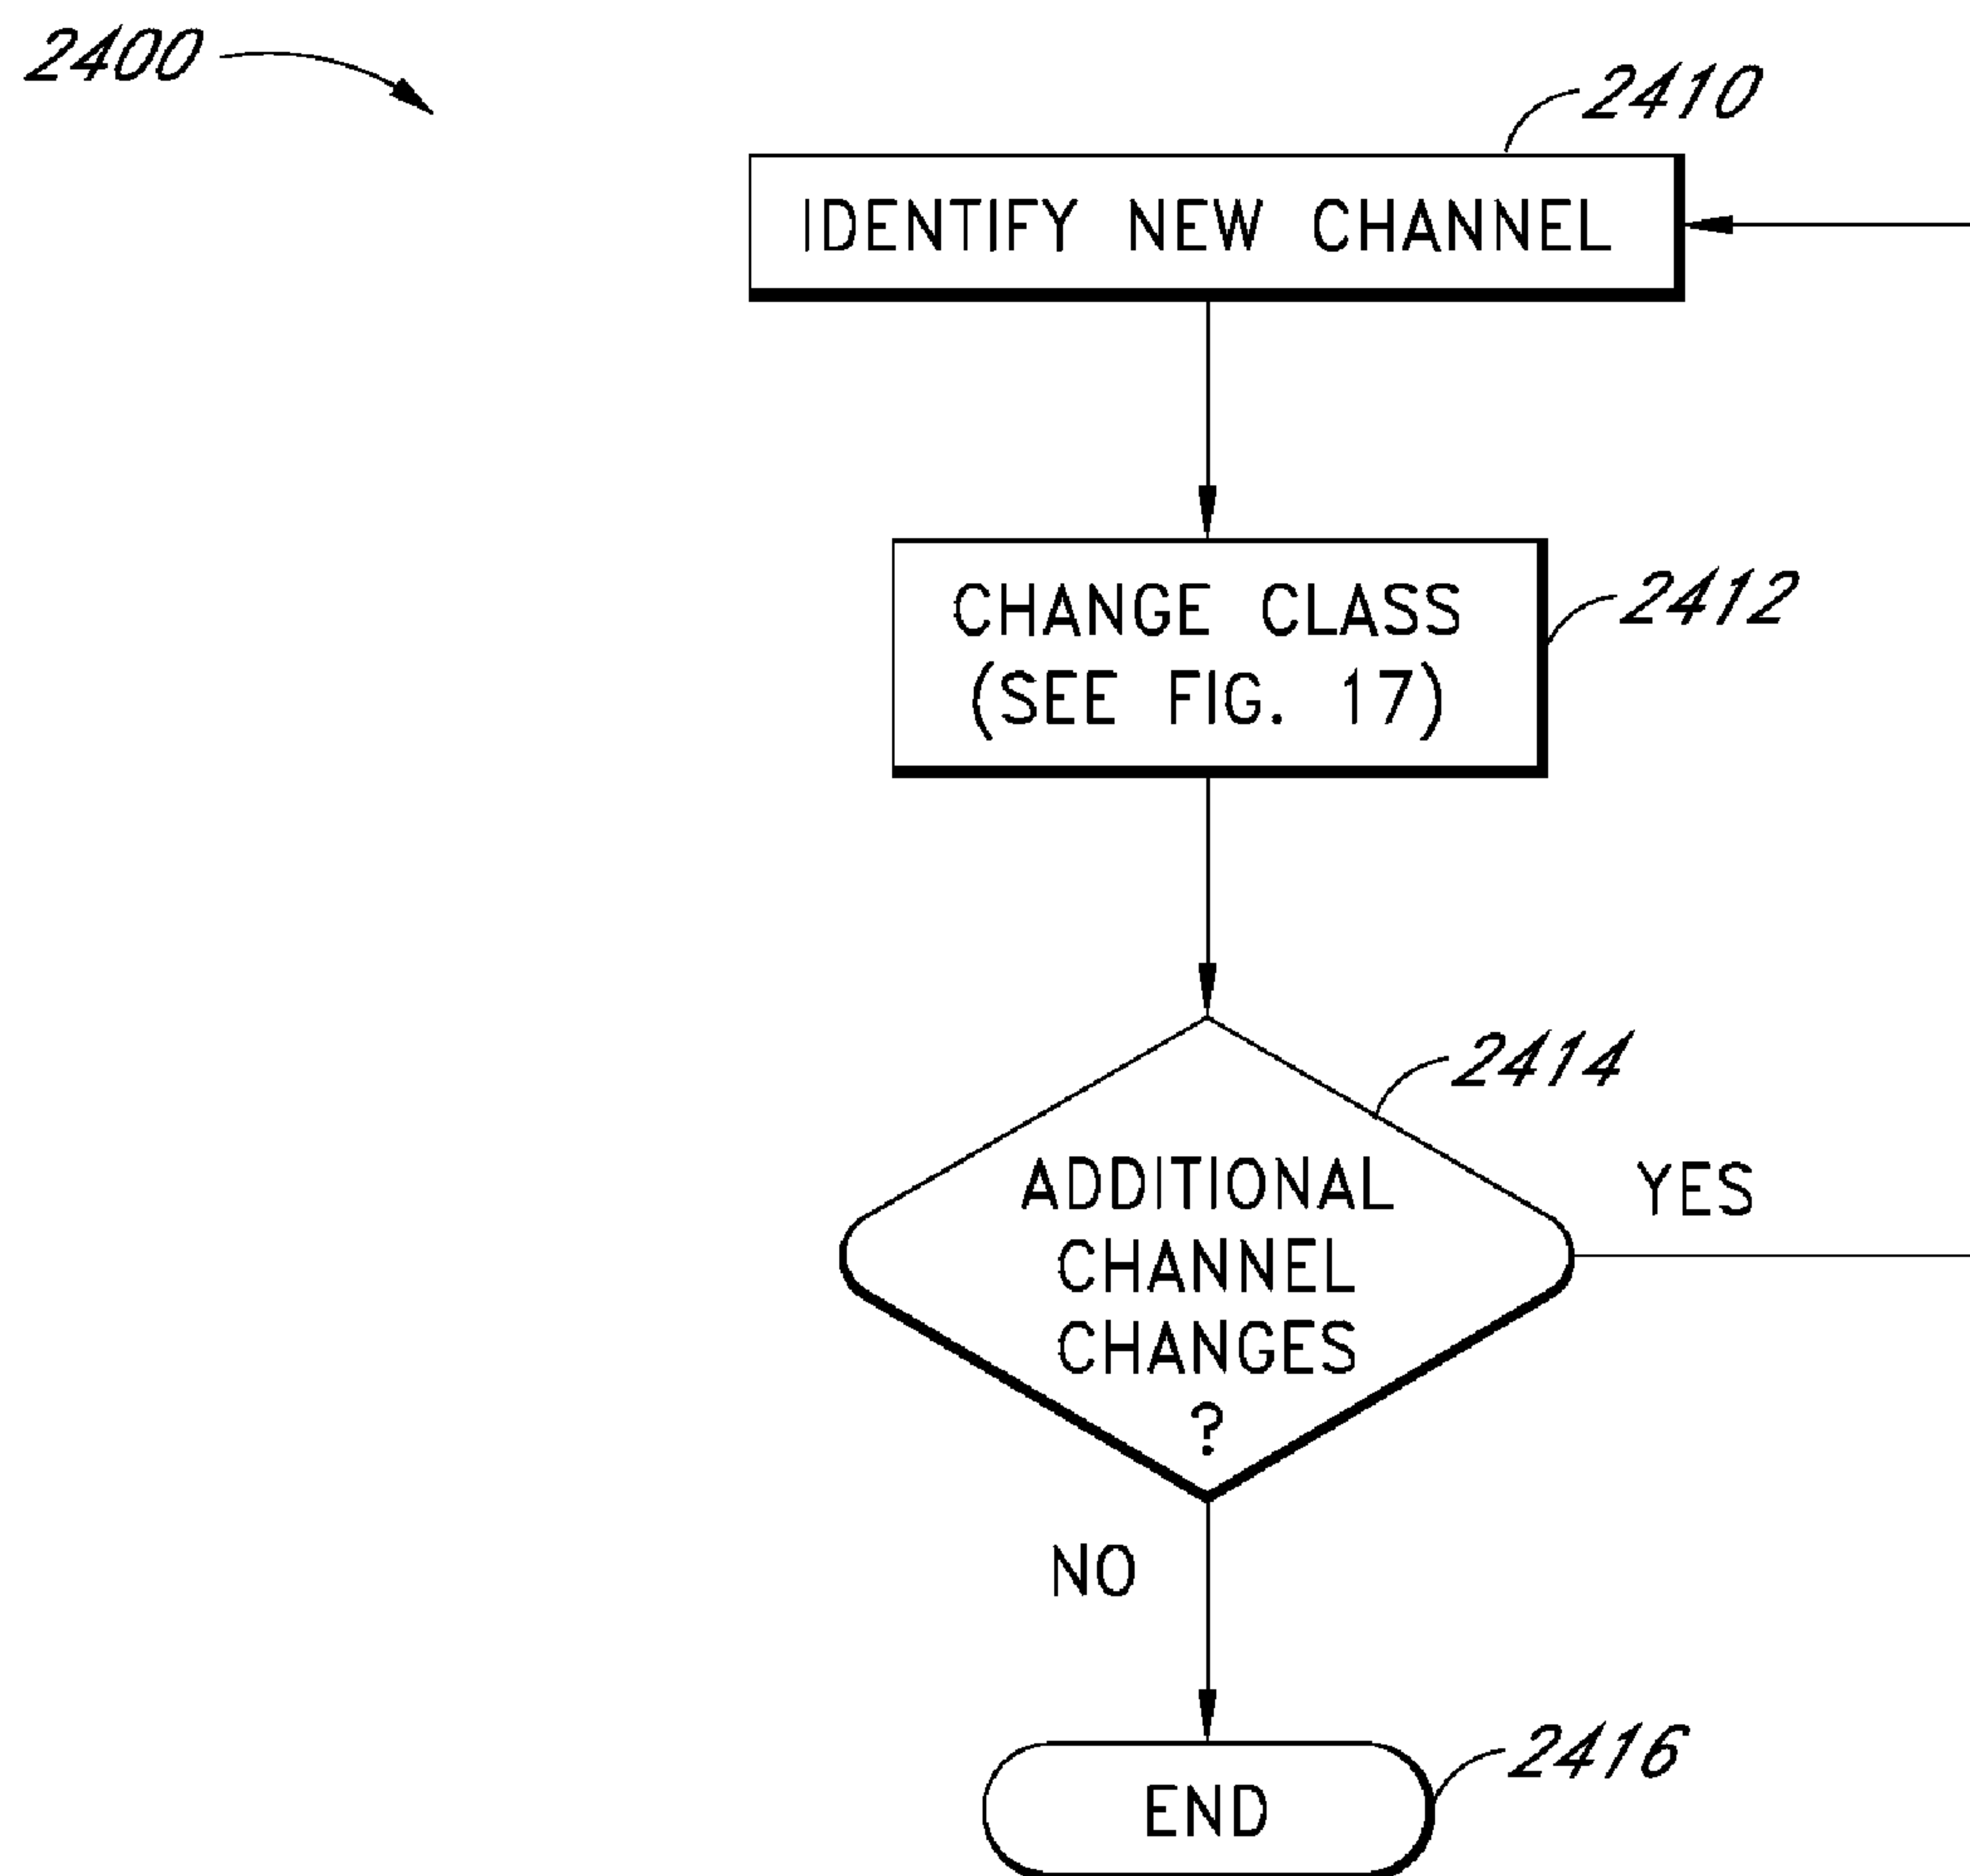 2400
2410
IDENTIFY NEW CHANNEL
CHANGE CLASS
(SEE FIG. 17)
2412
2414
ADDITIONAL
CHANNEL
CHANGES
?
YES
NO
END
2416